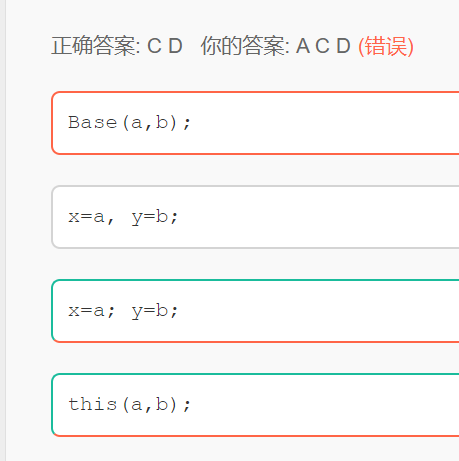 正确答案: C D 你的答案: A C D (错误)
Base(a,b);
x=a, y=b;
x=a; y=b;
this(a,b);